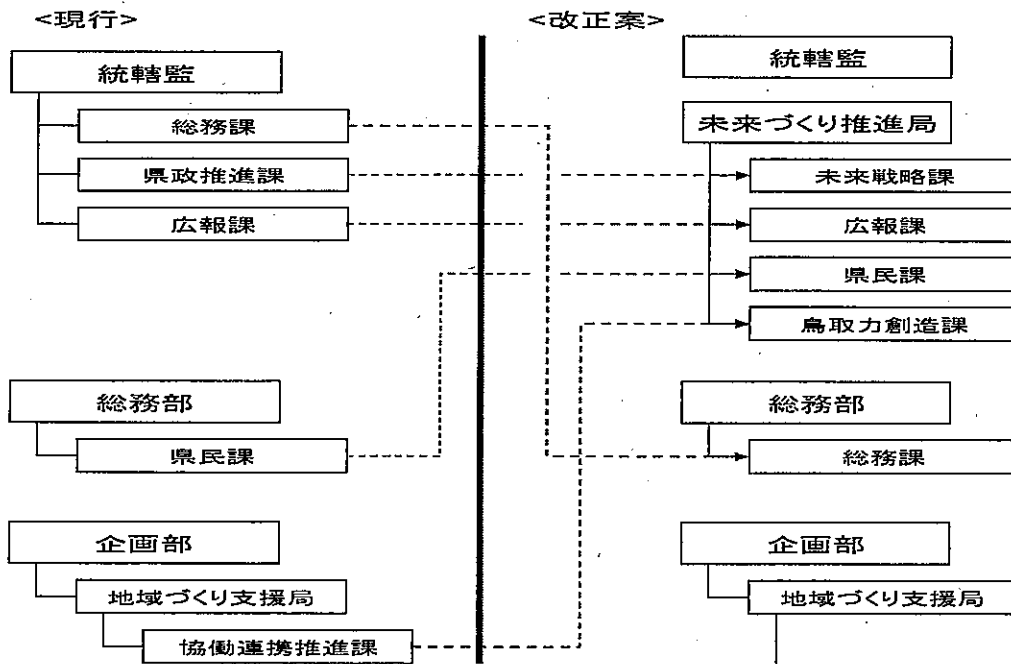 <現行>
統轄監
総務課
県政推進課
広報課
総務部
県民課
企画部
地域づくり支援局
協働連携推進課
<改正案>
統轄監
未来づくり推進局
未来戦略課
広報課
県民課
鳥取力創造課
総務部
総務課
企画部
地域づくり支援局